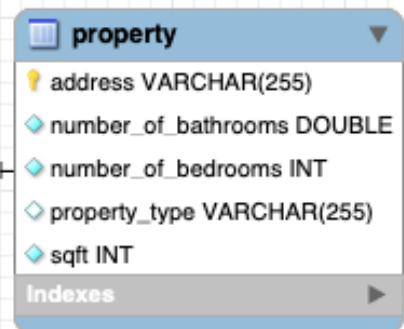 property
address VARCHAR(255)
number_of_bathrooms DOUBLE
number_of_bedrooms INT
property_type VARCHAR(255)
sqft INT
Indexes